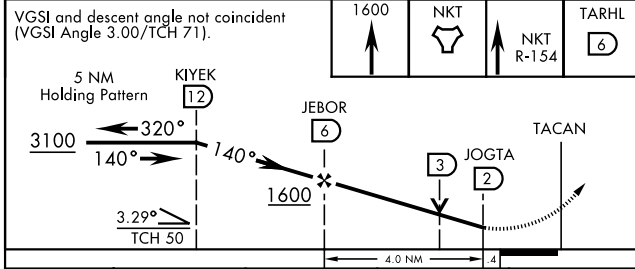 VGSI and descent angle not coincident
(VGSI Angle 3.00/TCH 71).
1600
NKT
NKT
R-154
TARHL
6
5 NM
Holding Pattern
KIYEK
12
JEBOR
6
TACAN
3100
320°
140°
140°
3
JOGTA
2
1600
3.29°
TCH 50
4.0 NM
.4